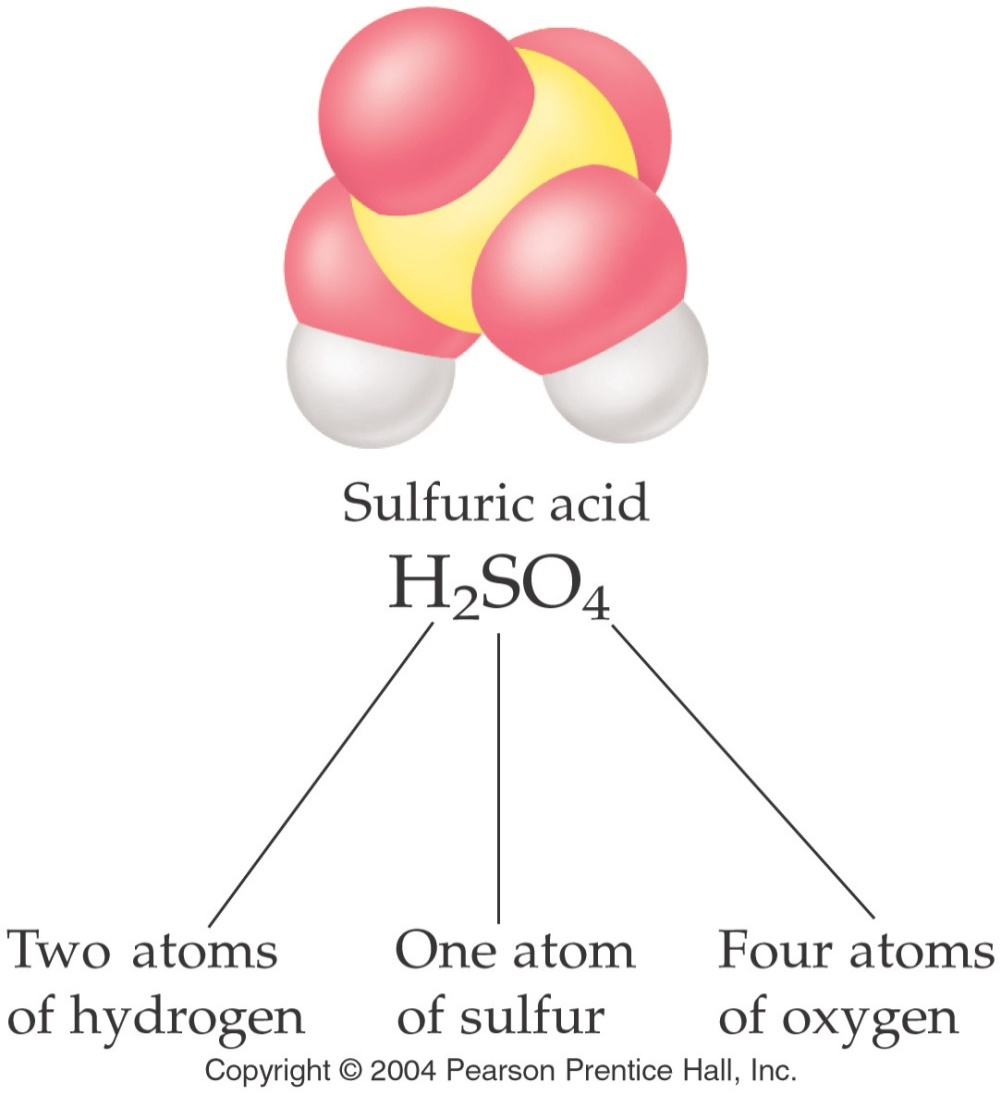 Sulfuric acid
H₂SO₄
Two atoms One atom Four atoms
of hydrogen of sulfur of oxygen
Copyright © 2004 Pearson Prentice Hall, Inc.